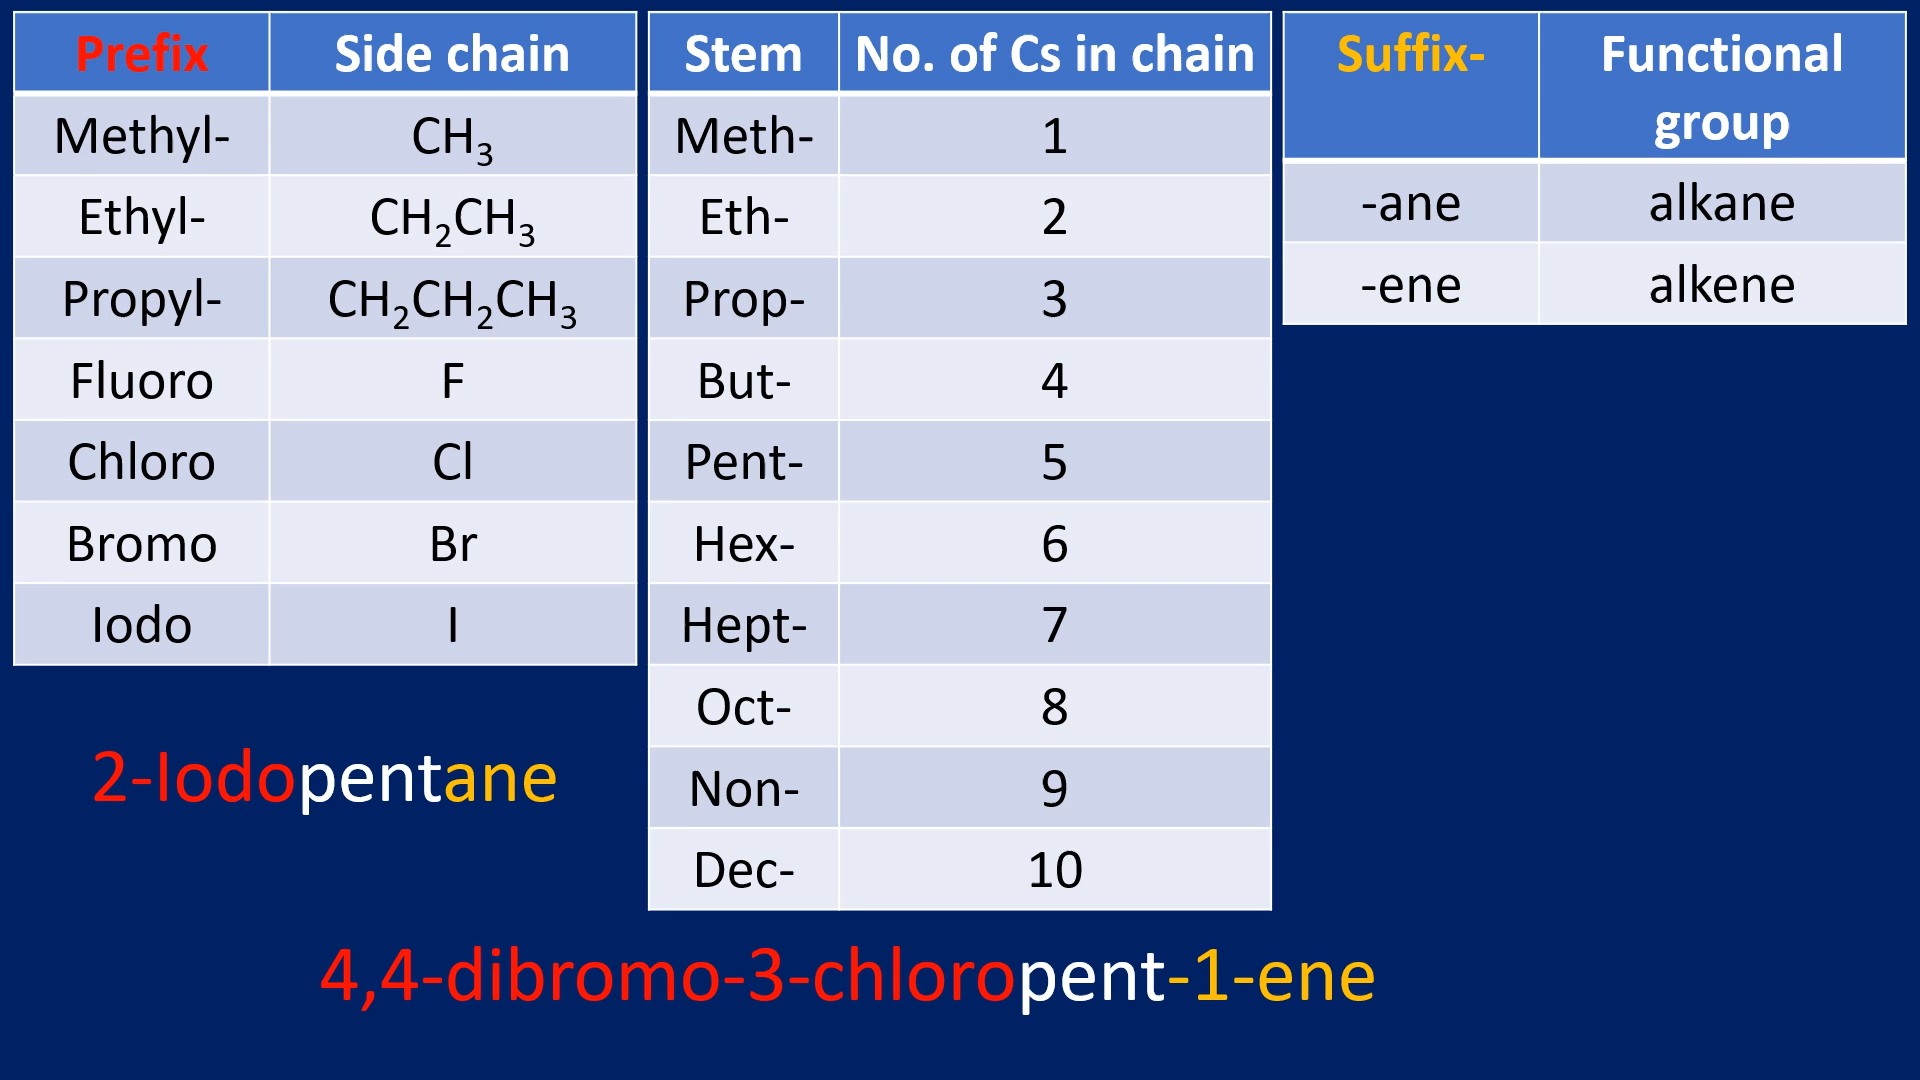 Prefix Side chain
Methyl- CH₃
Ethyl- CH₂CH₃
Propyl- CH₂CH₂CH₃
Fluoro F
Chloro Cl
Bromo Br
Iodo I
Stem No. of Cs in chain
Meth- 1
Eth- 2
Prop- 3
But- 4
Pent- 5
Hex- 6
Hept- 7
Oct- 8
Non- 9
Dec- 10
Suffix- Functional
group
-ane alkane
-ene alkene
2-Iodopentane
4,4-dibromo-3-chloropent-1-ene